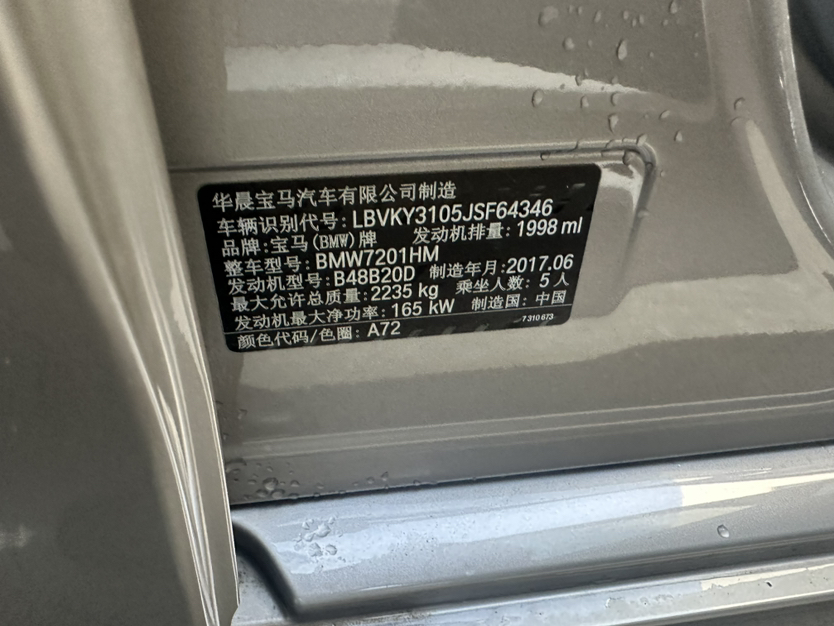 华晨宝马汽车有限公司制造
车辆识别代号: LBVKY3105JSF64346
品牌: 宝马(BMW)牌 发动机排量: 1998 ml
整车型号: BMW7201HM
发动机型号: B48B20D 制造年月: 2017.06
最大允许总质量: 2235 kg 乘坐人数: 5人
发动机最大净功率: 165 kW 制造国: 中国
颜色代码/色圈: A72 7 310 673